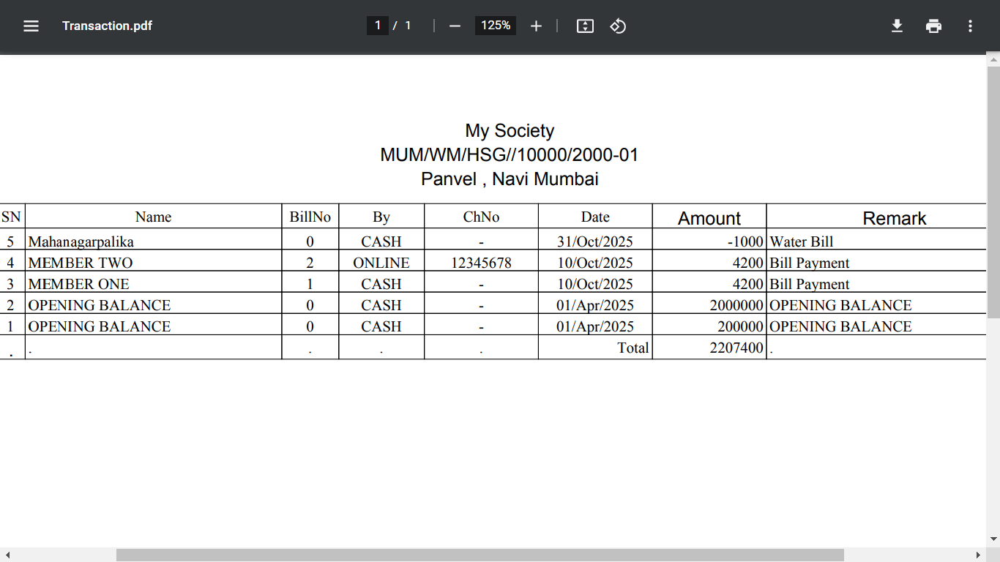 Transaction.pdf
1 / 1
125%
My Society
MUM/WM/HSG//10000/2000-01
Panvel , Navi Mumbai
SN Name BillNo By ChNo Date Amount Remark
5 Mahanagarpalika 0 CASH - 31/Oct/2025 -1000 Water Bill
4 MEMBER TWO 2 ONLINE 12345678 10/Oct/2025 4200 Bill Payment
3 MEMBER ONE 1 CASH - 10/Oct/2025 4200 Bill Payment
2 OPENING BALANCE 0 CASH - 01/Apr/2025 2000000 OPENING BALANCE
1 OPENING BALANCE 0 CASH - 01/Apr/2025 200000 OPENING BALANCE
. . . . . Total 2207400 .